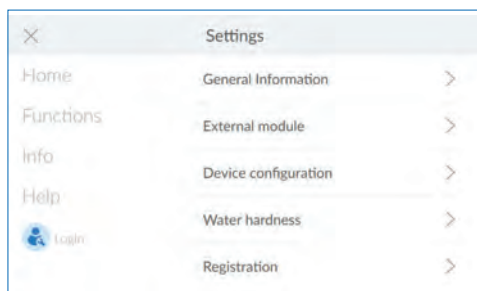 Settings
Home
Functions
Info
Help
Login
General Information
External module
Device configuration
Water hardness
Registration